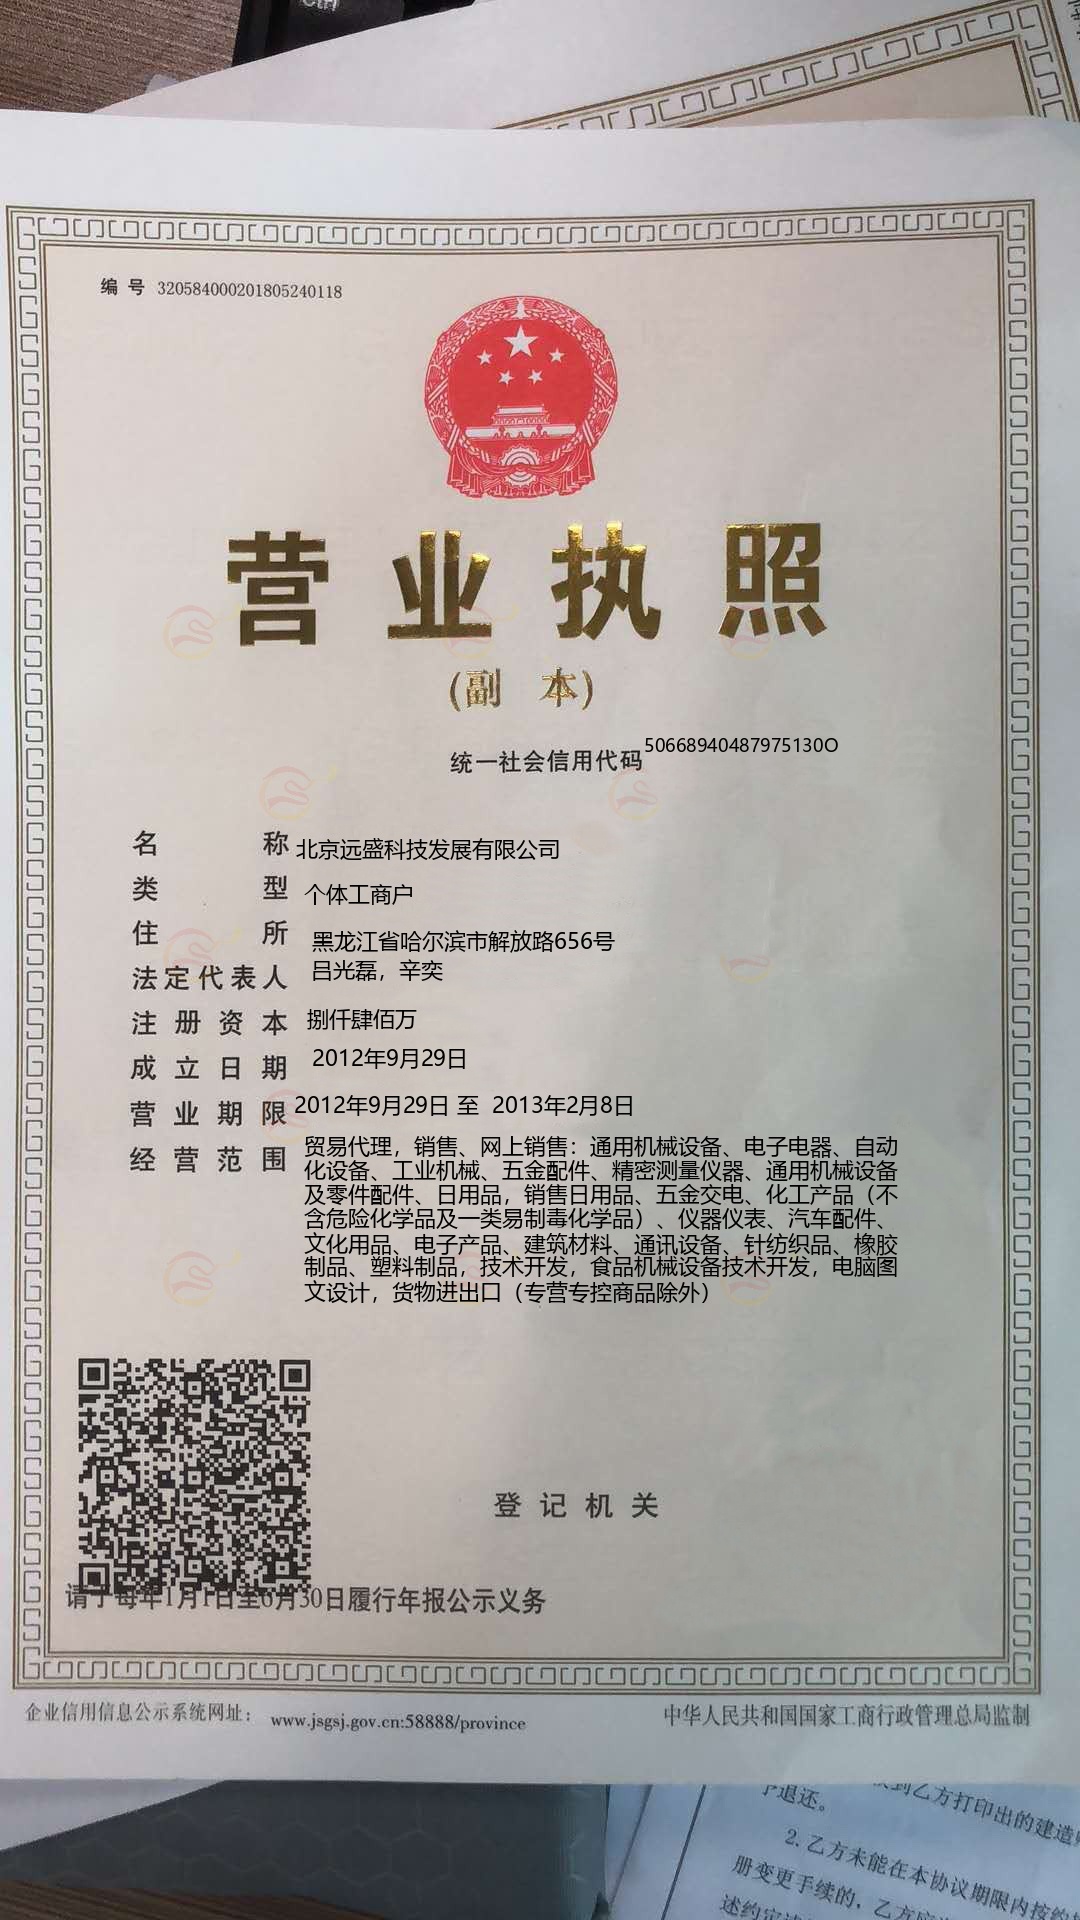 Ctrl
编 号 320584000201805240118
营 业 执 照
(副 本)
统一社会信用代码 50668940487975130O
名 称 北京远盛科技发展有限公司
类 型 个体工商户
住 所 黑龙江省哈尔滨市解放路656号
法定代表人 吕光磊，辛奕
注 册 资 本 捌仟肆佰万
成 立 日 期 2012年9月29日
营 业 期 限 2012年9月29日 至 2013年2月8日
经 营 范 围 贸易代理，销售、网上销售：通用机械设备、电子电器、自动
化设备、工业机械、五金配件、精密测量仪器、通用机械设备
及零件配件、日用品，销售日用品、五金交电、化工产品（不
含危险化学品及一类易制毒化学品）、仪器仪表、汽车配件、
文化用品、电子产品、建筑材料、通讯设备、针纺织品、橡胶
制品、塑料制品，技术开发，食品机械设备技术开发，电脑图
文设计，货物进出口（专营专控商品除外）
登 记 机 关
请于每年1月1日至6月30日履行年报公示义务
企业信用信息公示系统网址： www.jsgsj.gov.cn:58888/province
中华人民共和国国家工商行政管理总局监制
到乙方打印出的建造
退还。
2.乙方未能在本协议期限内按约
册变更手续的，乙方应
述约定